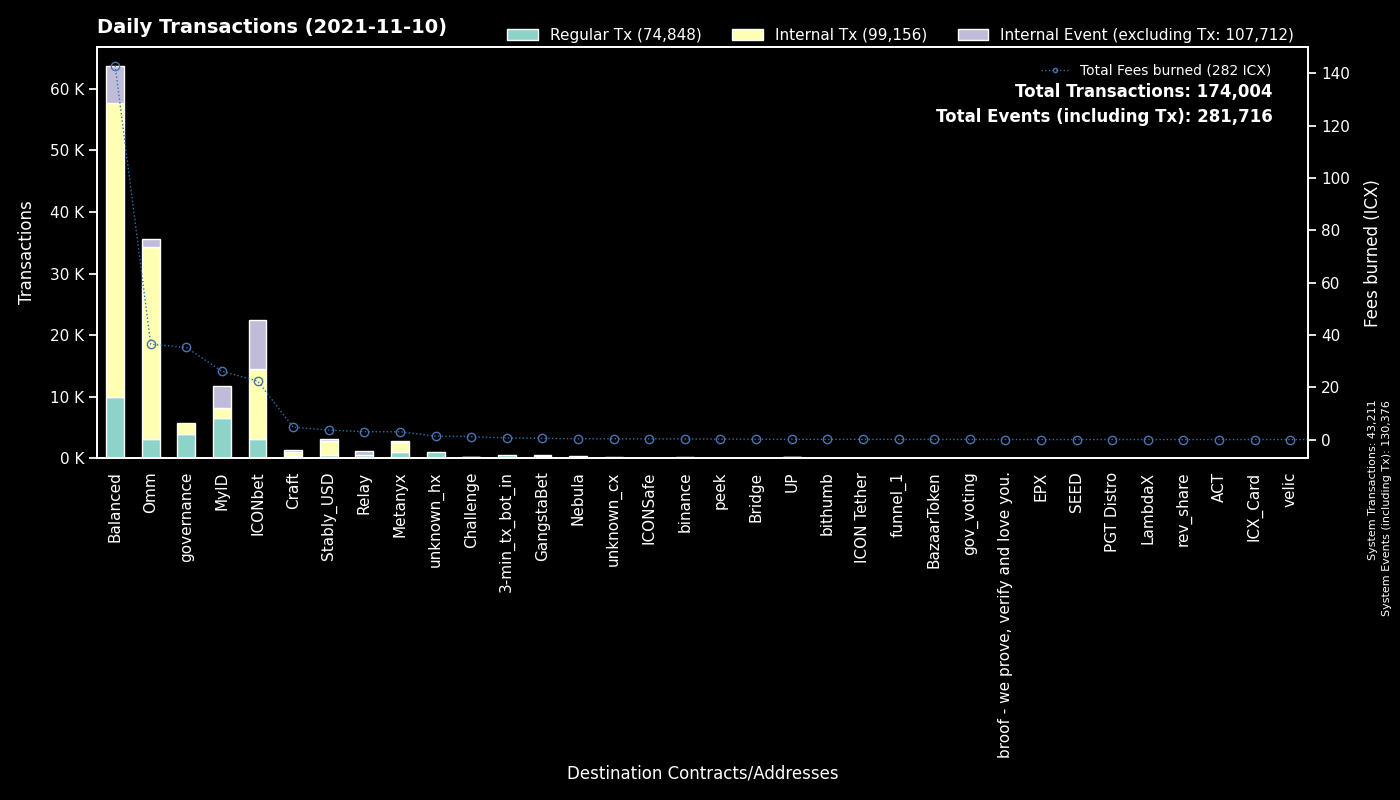 Daily Transactions (2021-11-10)
Regular Tx (74,848)
Internal Tx (99,156)
Internal Event (excluding Tx: 107,712)
Total Fees burned (282 ICX)
Total Transactions: 174,004
Total Events (including Tx): 281,716
Transactions
60 K
50 K
40 K
30 K
20 K
10 K
0 K
140
120
100
80
60
40
20
0
Fees burned (ICX)
System Transactions: 43,211
System Events (including Tx): 130,376
Balanced
Omm
governance
MyID
ICONbet
Craft
Stably_USD
Relay
Metanyx
unknown_hx
Challenge
3-min_tx_bot_in
GangstaBet
Nebula
unknown_cx
ICONSafe
binance
peek
Bridge
UP
bithumb
ICON Tether
funnel_1
BazaarToken
gov_voting
broof - we prove, verify and love you.
EPX
SEED
PGT Distro
LambdaX
rev_share
ACT
ICX_Card
velic
Destination Contracts/Addresses